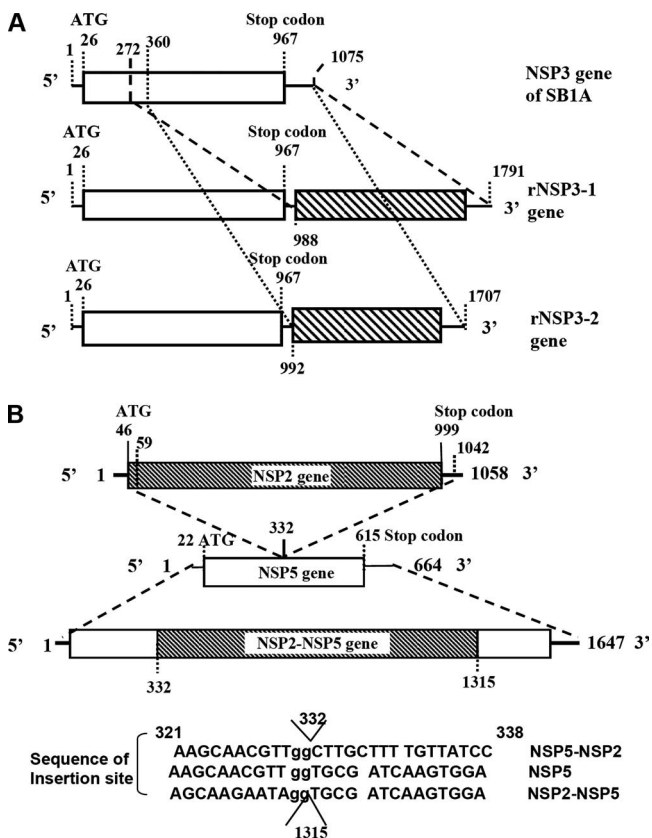 A
ATG
Stop codon
1 26 272 360 967 1075
5’ 3’
NSP3 gene
of SB1A
ATG
Stop codon
1 26 967 1791
5’ 3’
988
rNSP3-1
gene
ATG
Stop codon
1 26 967 1707
5’ 3’
992
rNSP3-2
gene
B
ATG
Stop codon
46 59 999 1042
5’ 1 NSP2 gene 1058 3’
332
22 ATG 615 Stop codon
5’ 1 NSP5 gene 664 3’
5’ 1 NSP2-NSP5 gene 1647 3’
332 1315
321 332 338
Sequence of
Insertion site
AAGCAACGTTggCTTGCTTT TGTTATCC NSP5-NSP2
AAGCAACGTT ggTGCG ATCAAGTGGA NSP5
AGCAAGAATAggTGCG ATCAAGTGGA NSP2-NSP5
1315